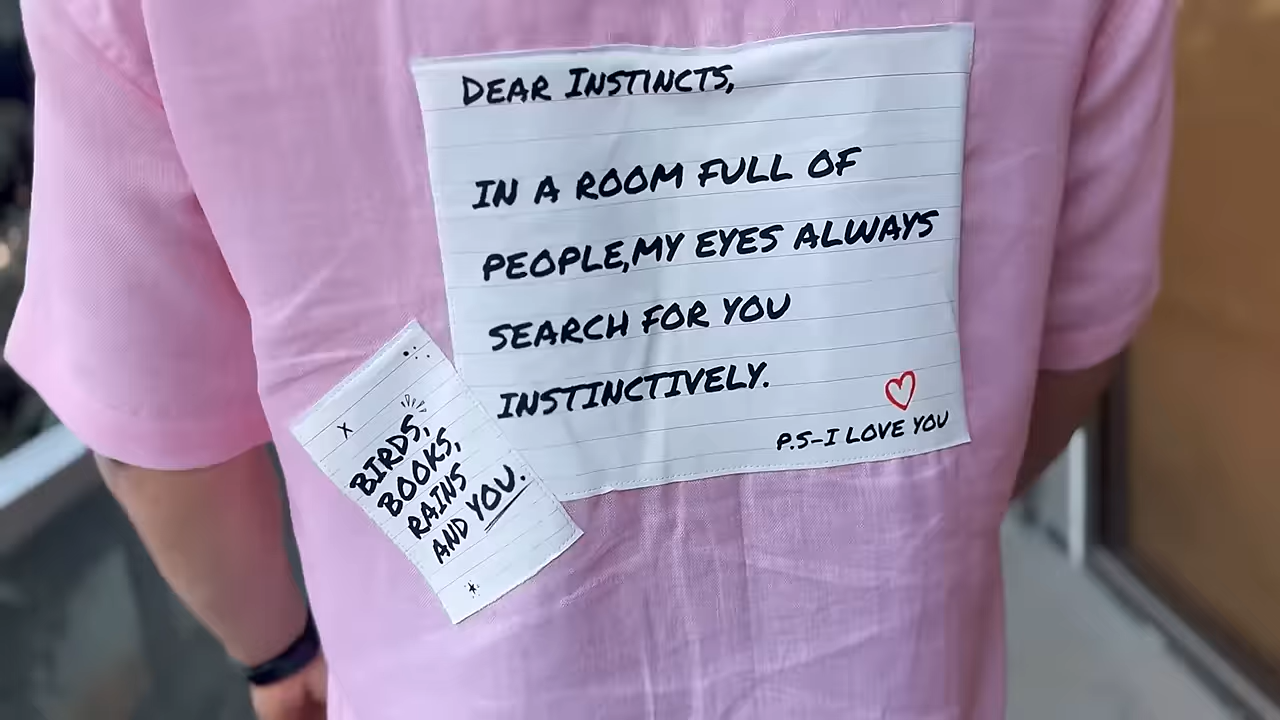 DEAR INSTINCTS,
IN A ROOM FULL OF
PEOPLE,MY EYES ALWAYS
SEARCH FOR YOU
INSTINCTIVELY.
P.S-I LOVE YOU
X
BIRDS,
BOOKS,
RAINS
AND YOU.